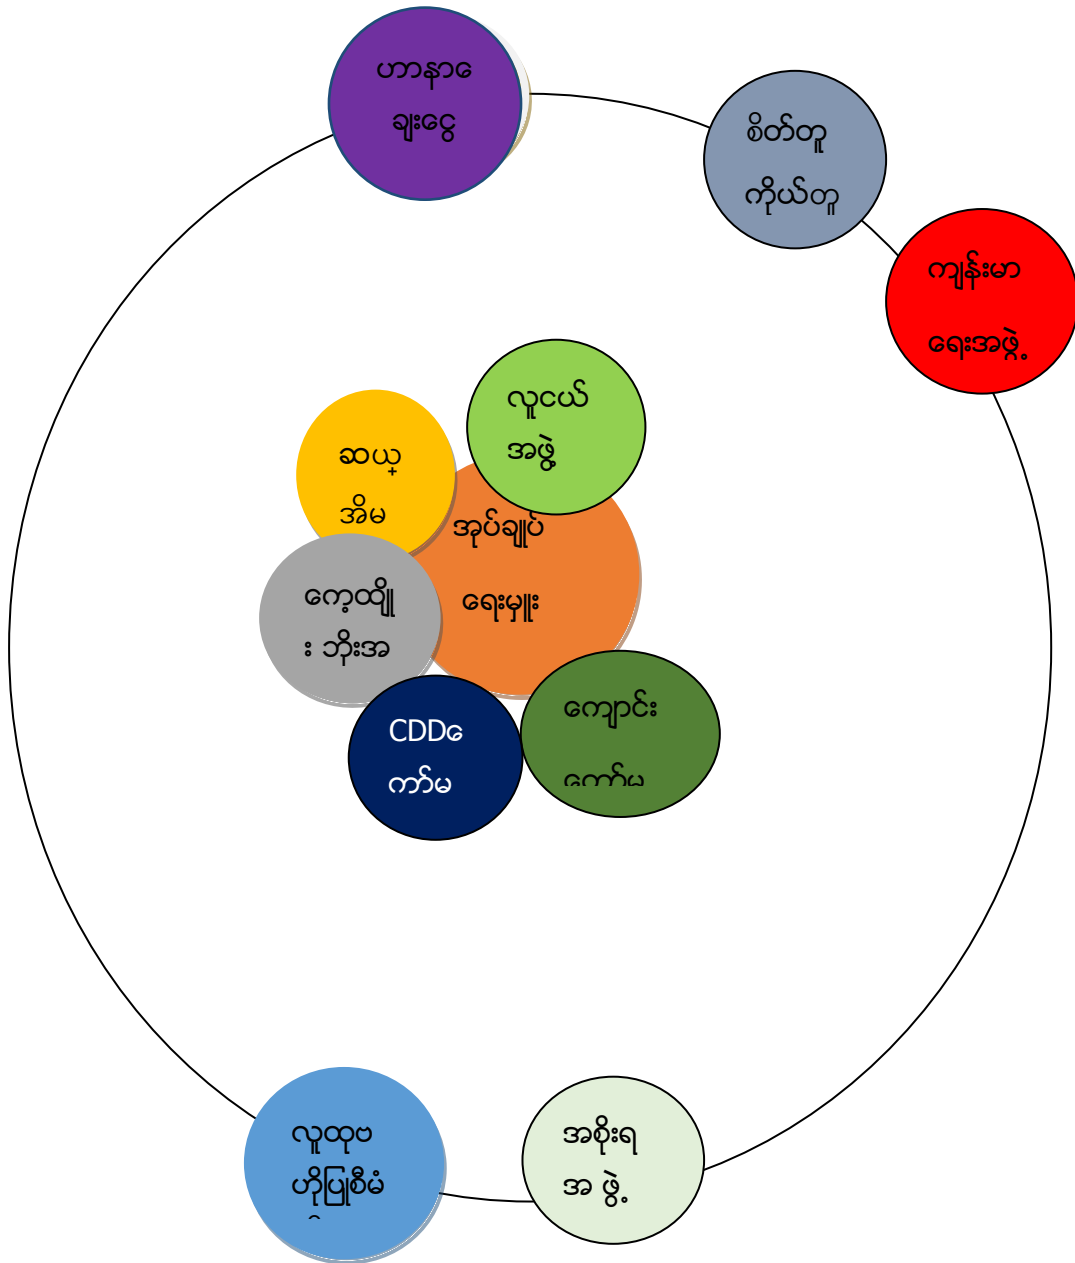 ဟာနာေ
ချးငွေ
စိတ်တူ
ကိုယ်တူ
ကျန်းမာ
ရေးအဖွဲ့
လူငယ်
အဖွဲ့
ဆယ့်
အိမ
အုပ်ချုပ်
ရေးမှူး
ကျေ့ထျို
း ဘိုးအ
CDDေ
ကာ်မ
ကျောင်း
ကော်မ
လူထုဗ
ဟိုပြုစီမံ
အစိုးရ
အ ဖွဲ့